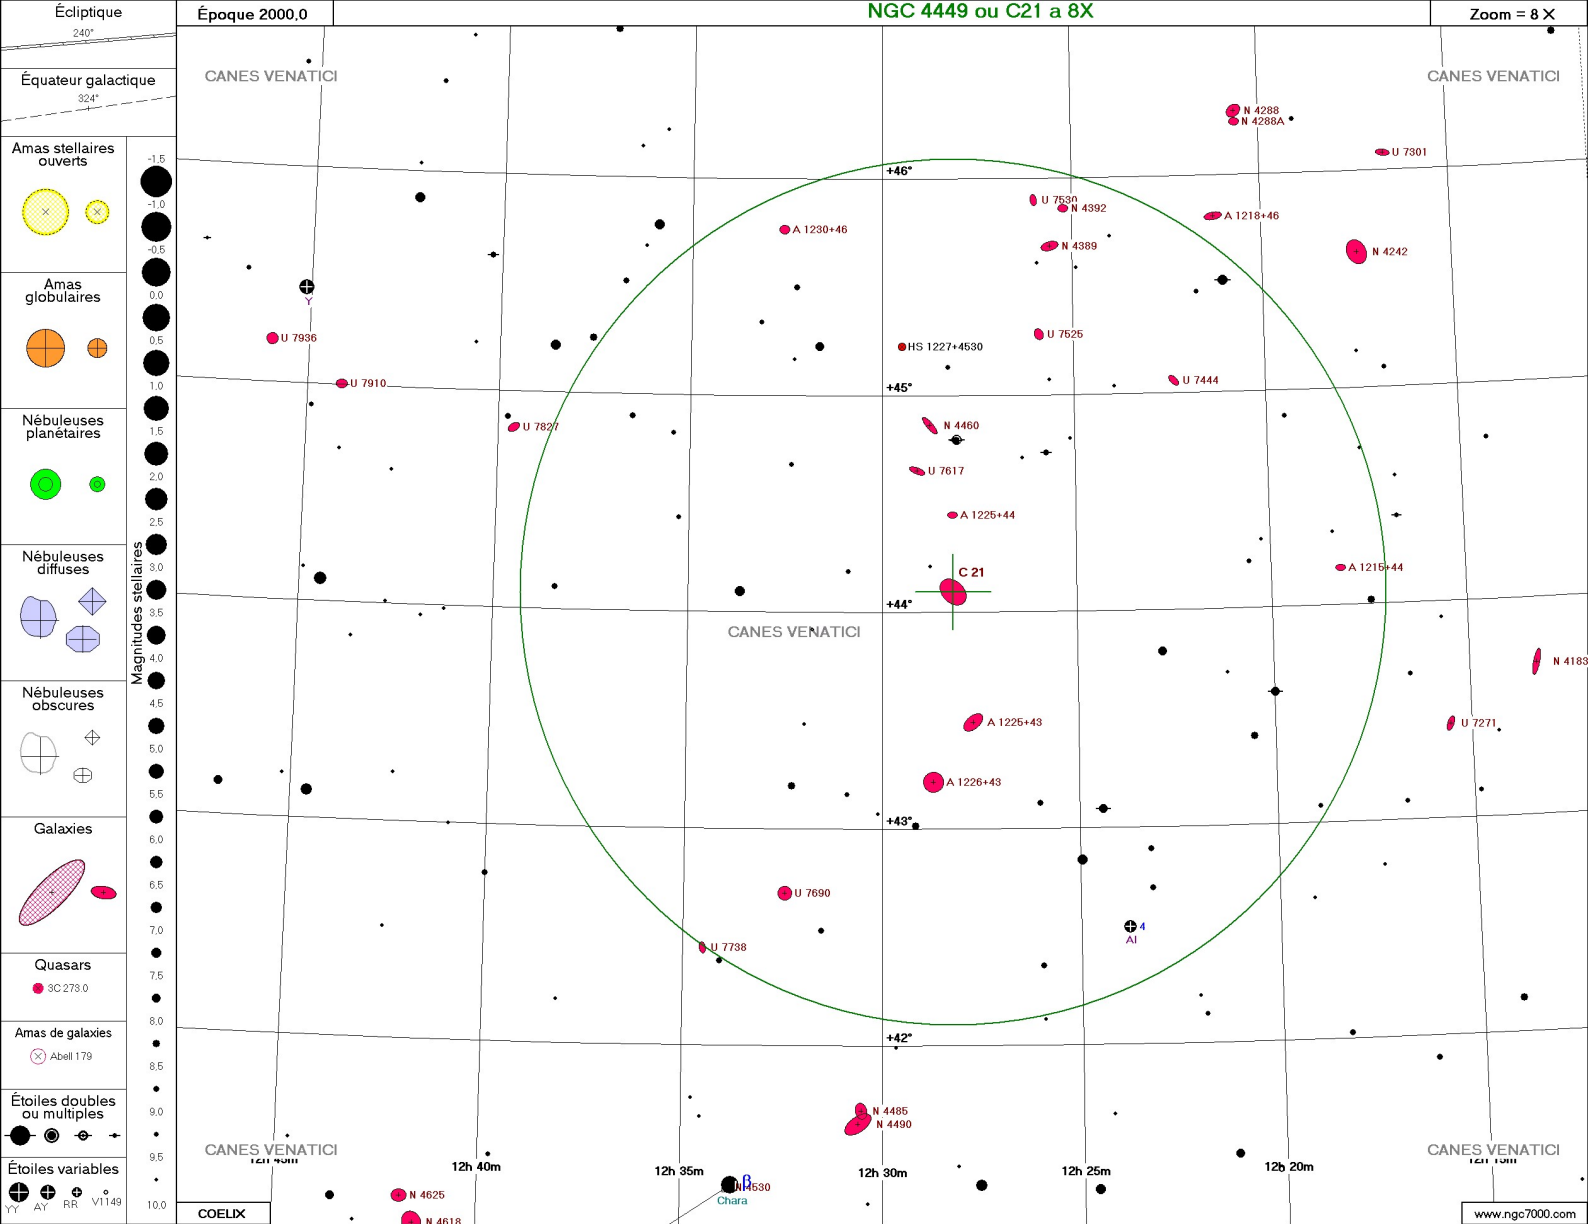 Écliptique
240°
Équateur galactique
324°
Amas stellaires
ouverts
Amas
globulaires
Nébuleuses
planétaires
Nébuleuses
diffuses
Nébuleuses
obscures
Galaxies
Quasars
3C 273.0
Amas de galaxies
Abell 179
Étoiles doubles
ou multiples
Étoiles variables
YY AY RR V1149
Magnitudes stellaires
-1.5
-1,0
-0,5
0,0
0,5
1,0
1,5
2,0
2,5
3,0
3,5
4,0
4,5
5,0
5,5
6,0
6,5
7,0
7,5
8,0
8,5
9,0
9,5
10,0
Époque 2000,0
NGC 4449 ou C21 a 8X
Zoom = 8 X
CANES VENATICI
CANES VENATICI
N 4288
N 4288A
U 7301
+46°
U 7530
N 4392
A 1218+46
A 1230+46
N 4389
N 4242
Y
U 7936
U 7525
HS 1227+4530
U 7910
U 7444
+45°
U 7827
N 4460
U 7617
A 1225+44
A 1215+44
C 21
+44°
CANES VENATICI
N 4183
A 1225+43
U 7271
A 1226+43
+43°
U 7690
4
AI
U 7738
+42°
N 4485
N 4490
CANES VENATICI
CANES VENATICI
12h 45m
12h 40m
12h 35m
12h 30m
12h 25m
12h 20m
12h 15m
β
N 4530
Chara
N 4625
N 4618
COELIX
www.ngc7000.com